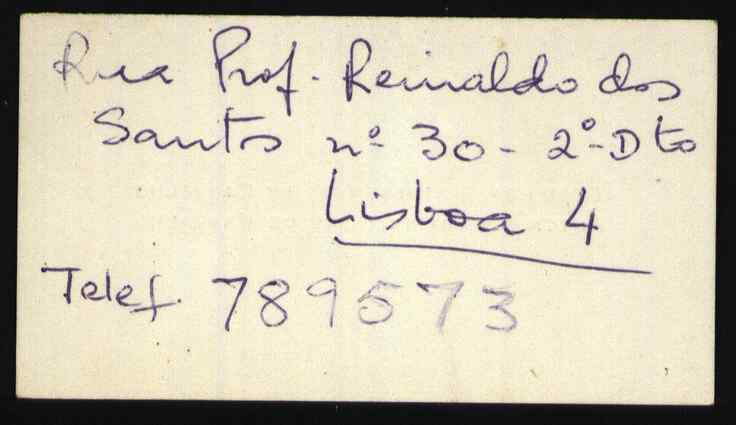 Rua Prof. Reinaldo dos
Santos nº 30 - 2º-Dto
Lisboa 4
Telef. 789573